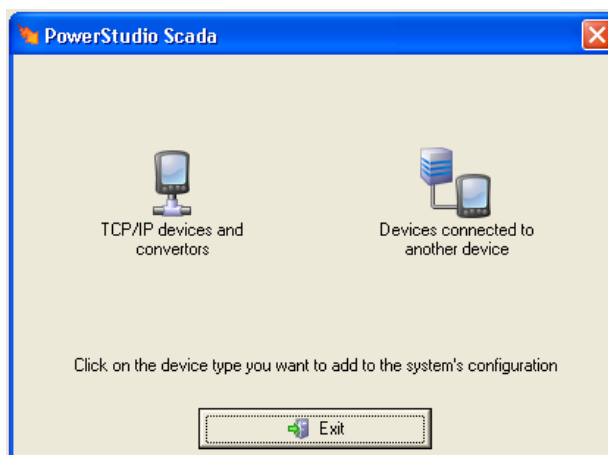 PowerStudio Scada
TCP/IP devices and
convertors
Devices connected to
another device
Click on the device type you want to add to the system's configuration
Exit